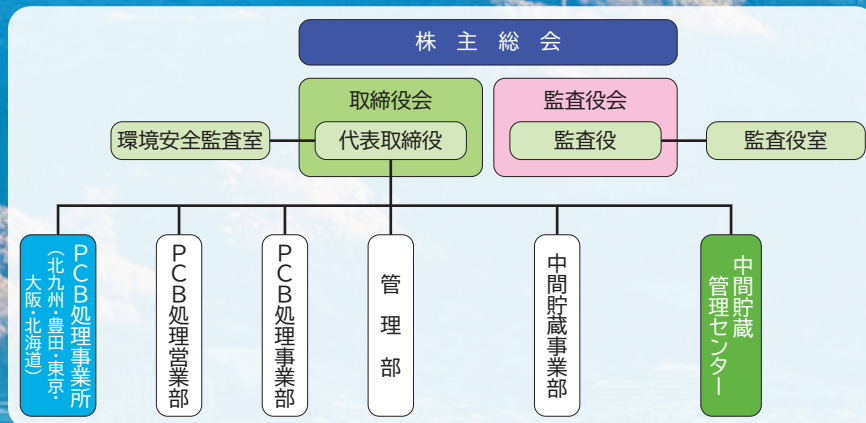 株主総会
取締役会
監査役会
環境安全監査室
代表取締役
監査役
監査役室
PCB処理事業所
(北九州・豊田・東京・
大阪・北海道)
PCB処理営業部
PCB処理事業部
管理部
中間貯蔵事業部
中間貯蔵
管理センター